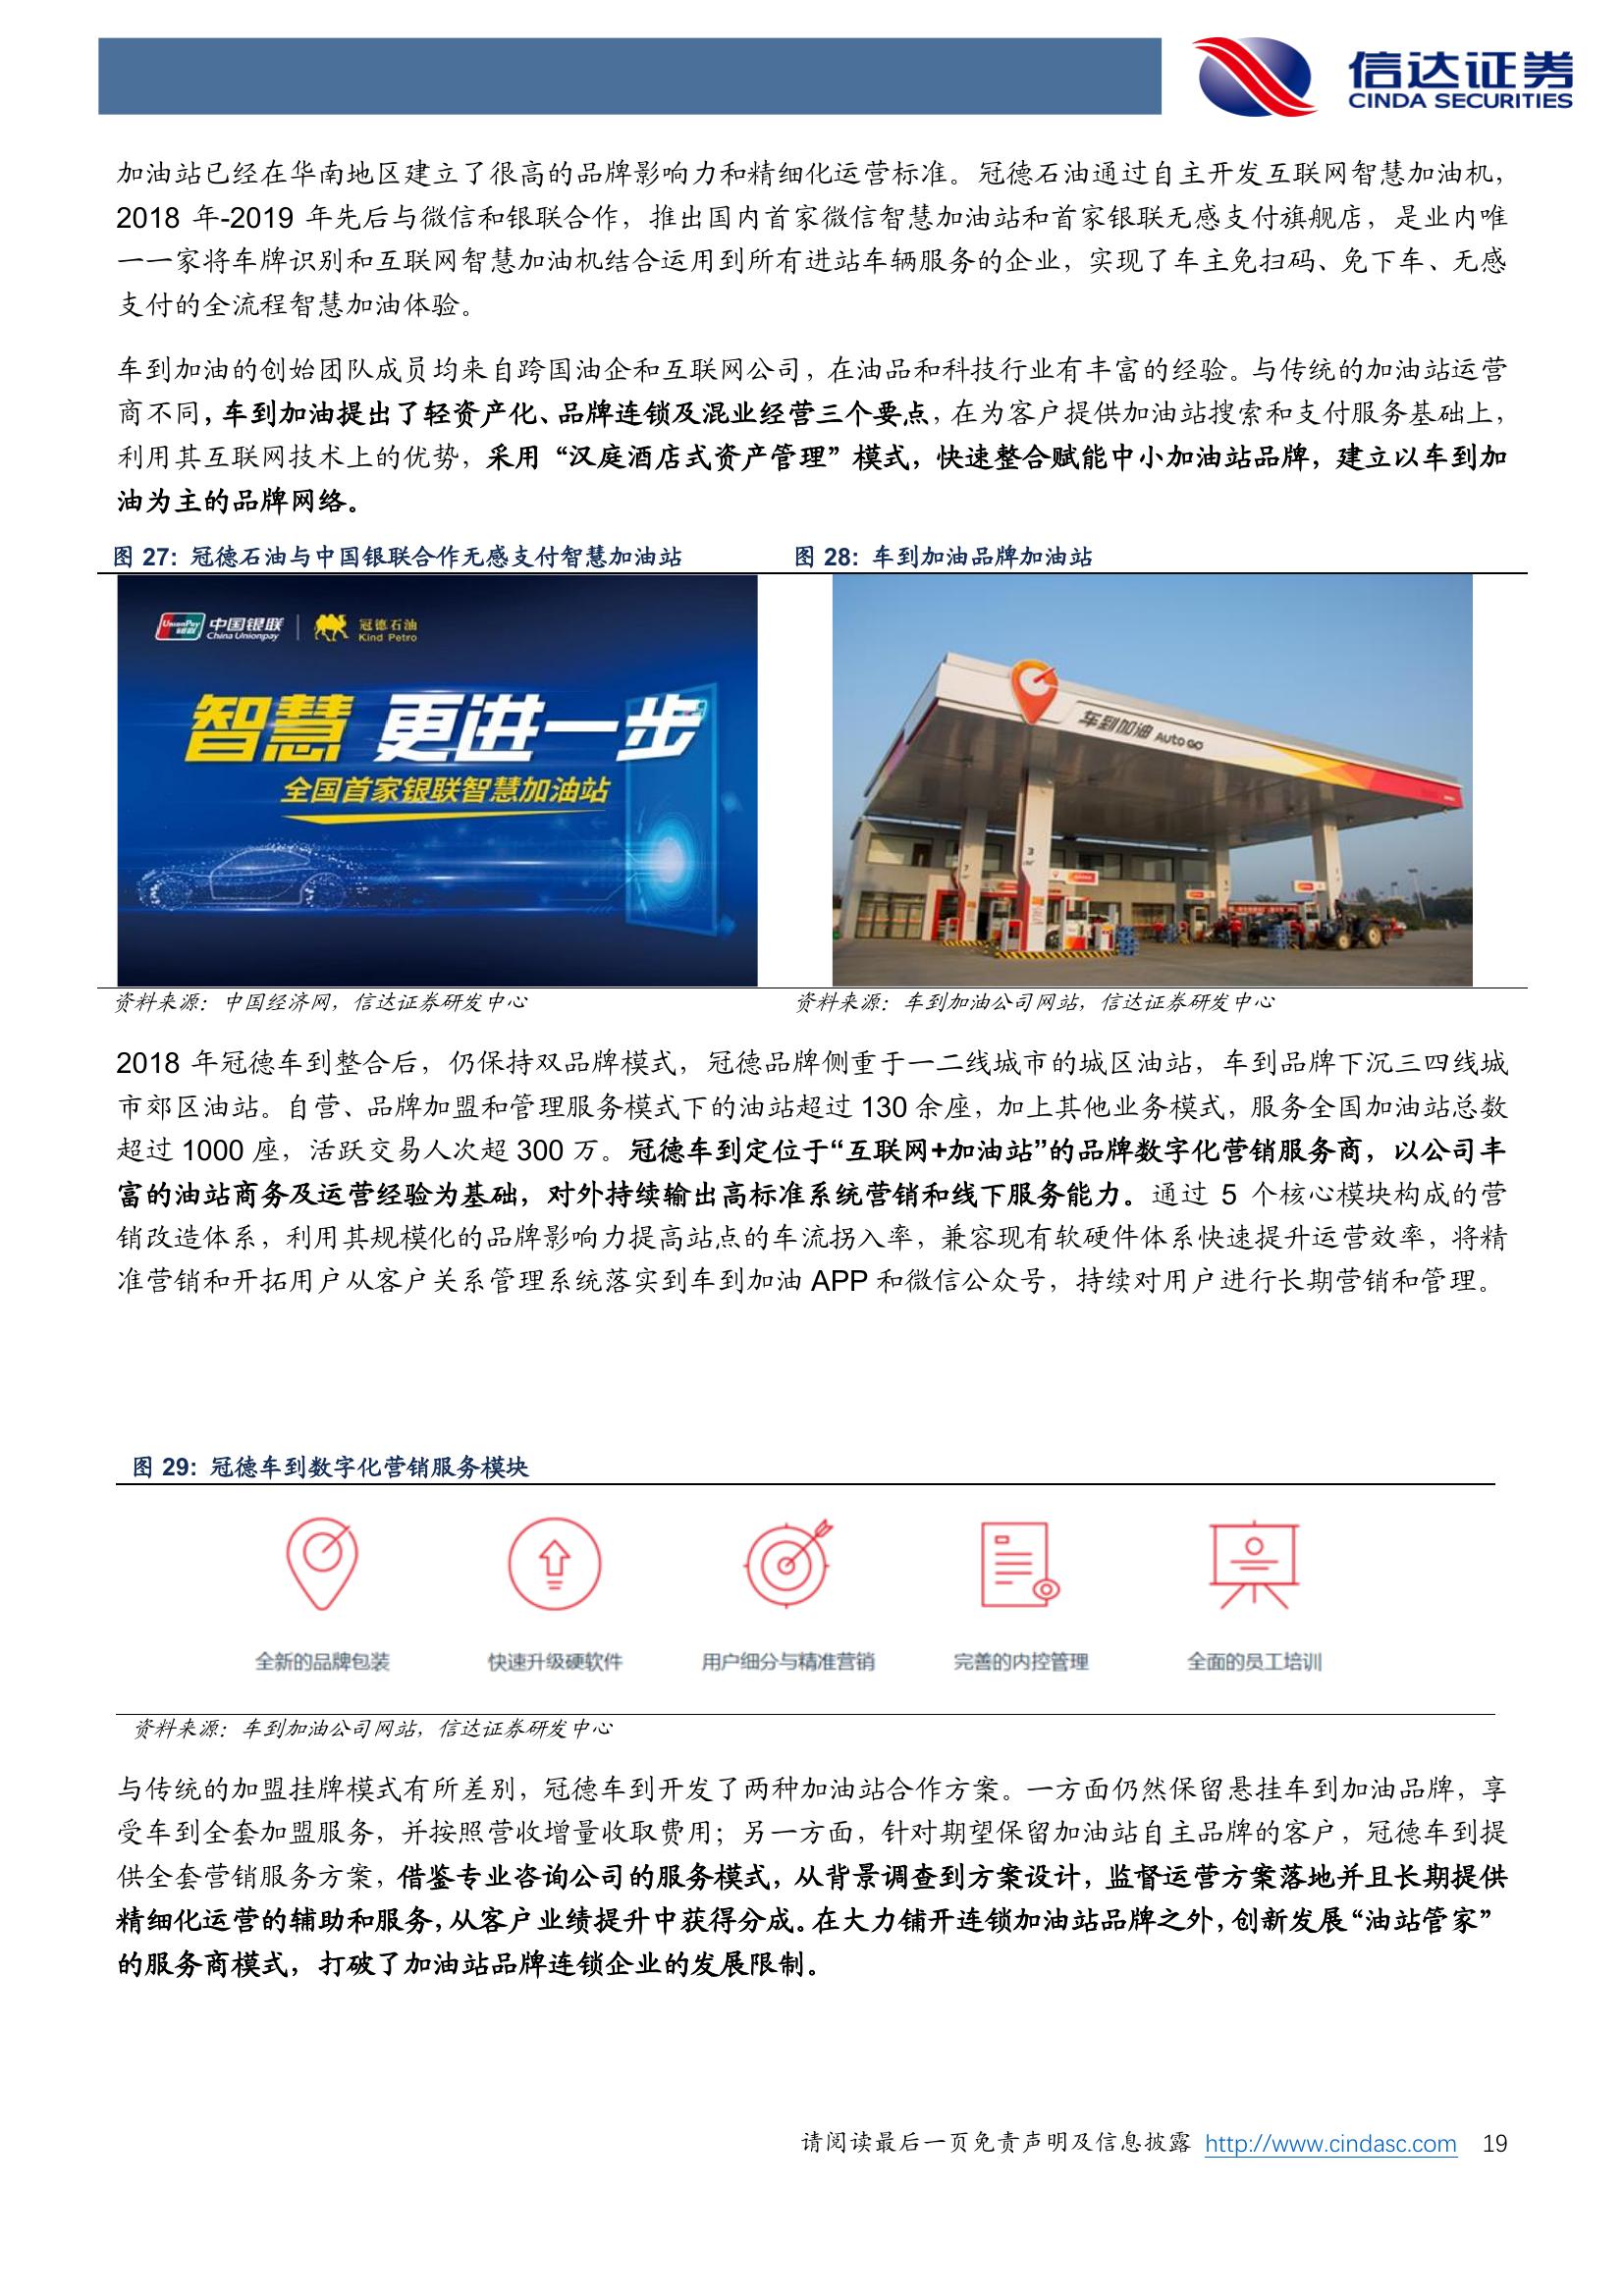 信达证券
CINDA SECURITIES
加油站已经在华南地区建立了很高的品牌影响力和精细化运营标准。冠德石油通过自主开发互联网智慧加油机，
2018 年-2019 年先后与微信和银联合作，推出国内首家微信智慧加油站和首家银联无感支付旗舰店，是业内唯
一一家将车牌识别和互联网智慧加油机结合运用到所有进站车辆服务的企业，实现了车主免扫码、免下车、无感
支付的全流程智慧加油体验。
车到加油的创始团队成员均来自跨国油企和互联网公司，在油品和科技行业有丰富的经验。与传统的加油站运营
商不同，车到加油提出了轻资产化、品牌连锁及混业经营三个要点，在为客户提供加油站搜索和支付服务基础上，
利用其互联网技术上的优势，采用“汉庭酒店式资产管理”模式，快速整合赋能中小加油站品牌，建立以车到加
油为主的品牌网络。
图 27：冠德石油与中国银联合作无感支付智慧加油站
图 28：车到加油品牌加油站
UnionPay 银联 中国银联 China Unionpay 冠德石油 Kind Petro
智慧 更进一步
全国首家银联智慧加油站
车到加油 Auto GO
3
资料来源：中国经济网，信达证券研发中心
资料来源：车到加油公司网站，信达证券研发中心
2018 年冠德车到整合后，仍保持双品牌模式，冠德品牌侧重于一二线城市的城区油站，车到品牌下沉三四线城
市郊区油站。自营、品牌加盟和管理服务模式下的油站超过 130 余座，加上其他业务模式，服务全国加油站总数
超过 1000 座，活跃交易人次超 300 万。冠德车到定位于“互联网+加油站”的品牌数字化营销服务商，以公司丰
富的油站商务及运营经验为基础，对外持续输出高标准系统营销和线下服务能力。通过 5 个核心模块构成的营
销改造体系，利用其规模化的品牌影响力提高站点的车流拐入率，兼容现有软硬件体系快速提升运营效率，将精
准营销和开拓用户从客户关系管理系统落实到车到加油 APP 和微信公众号，持续对用户进行长期营销和管理。
图 29：冠德车到数字化营销服务模块
全新的品牌包装 快速升级硬软件 用户细分与精准营销 完善的内控管理 全面的员工培训
资料来源：车到加油公司网站，信达证券研发中心
与传统的加盟挂牌模式有所差别，冠德车到开发了两种加油站合作方案。一方面仍然保留悬挂车到加油品牌，享
受车到全套加盟服务，并按照营收增量收取费用；另一方面，针对期望保留加油站自主品牌的客户，冠德车到提
供全套营销服务方案，借鉴专业咨询公司的服务模式，从背景调查到方案设计，监督运营方案落地并且长期提供
精细化运营的辅助和服务，从客户业绩提升中获得分成。在大力铺开连锁加油站品牌之外，创新发展“油站管家”
的服务商模式，打破了加油站品牌连锁企业的发展限制。
请阅读最后一页免责声明及信息披露 http://www.cindasc.com 19